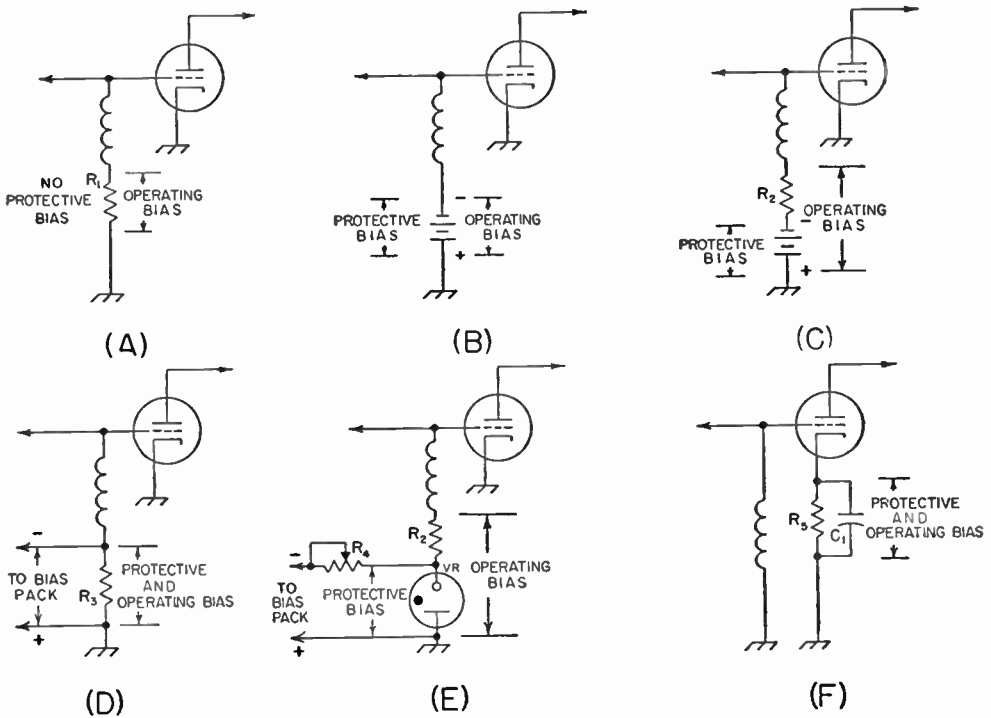 NO
PROTECTIVE
BIAS
R1
OPERATING
BIAS
(A)
PROTECTIVE
BIAS
-
+
OPERATING
BIAS
(B)
PROTECTIVE
BIAS
R2
-
+
OPERATING
BIAS
(C)
-
TO BIAS
PACK
+
R3
PROTECTIVE
AND
OPERATING BIAS
(D)
-
R4
TO
BIAS
PACK
+
PROTECTIVE
BIAS
R2
VR
OPERATING
BIAS
(E)
R5
C1
PROTECTIVE
AND
OPERATING BIAS
(F)